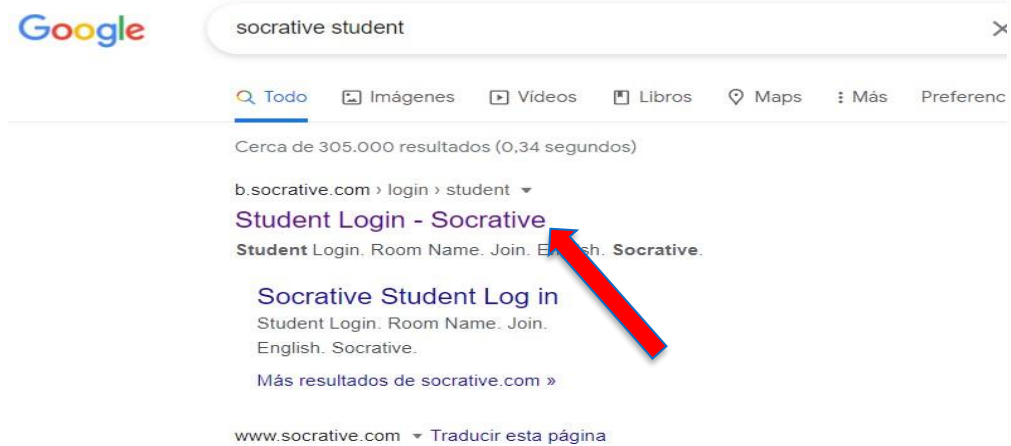 Google
socrative student
Todo Imágenes Vídeos Libros Maps Más Preferenc
Cerca de 305.000 resultados (0,34 segundos)
b.socrative.com › login › student
Student Login - Socrative
Student Login. Room Name. Join. English. Socrative.
Socrative Student Log in
Student Login. Room Name. Join.
English. Socrative.
Más resultados de socrative.com »
www.socrative.com Traducir esta página